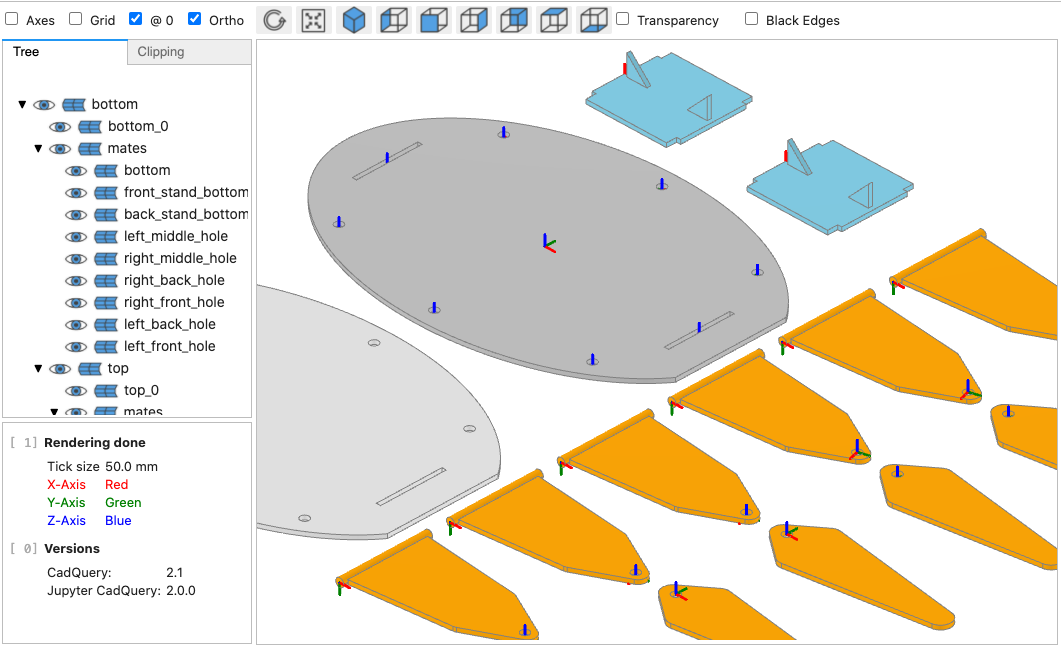 Axes Grid @ 0 Ortho Transparency Black Edges
Tree Clipping
bottom
bottom_0
mates
bottom
front_stand_bottom
back_stand_bottom
left_middle_hole
right_middle_hole
right_back_hole
right_front_hole
left_back_hole
left_front_hole
top
top_0
mates
[ 1] Rendering done
Tick size 50.0 mm
X-Axis Red
Y-Axis Green
Z-Axis Blue
[ 0] Versions
CadQuery: 2.1
Jupyter CadQuery: 2.0.0